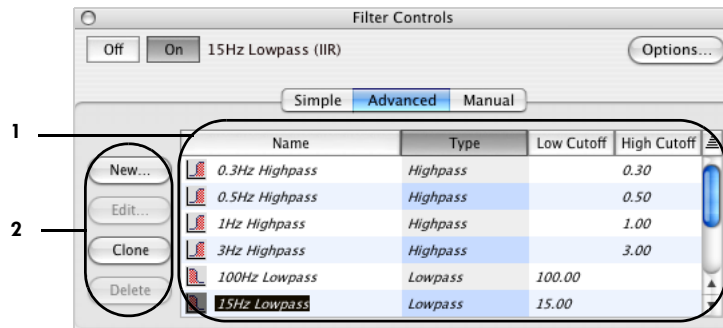 Filter Controls
Off On 15Hz Lowpass (IIR) Options...
Simple Advanced Manual
1
Name Type Low Cutoff High Cutoff
New... 0.3Hz Highpass Highpass 0.30
0.5Hz Highpass Highpass 0.50
Edit...
2 1Hz Highpass Highpass 1.00
Clone 3Hz Highpass Highpass 3.00
100Hz Lowpass Lowpass 100.00
Delete
15Hz Lowpass Lowpass 15.00